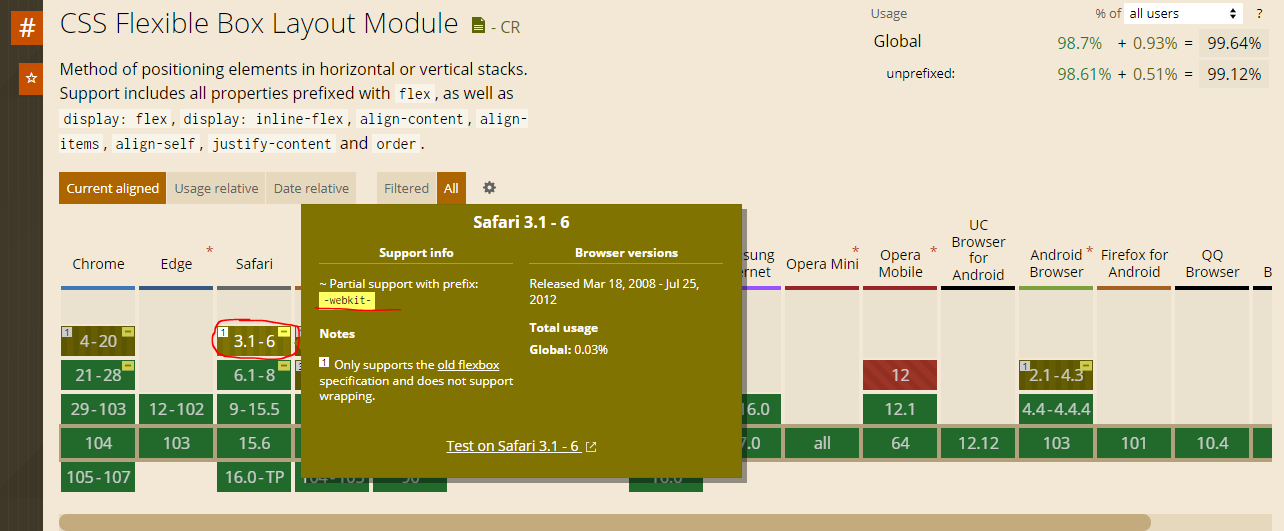 #
CSS Flexible Box Layout Module - CR
Usage % of all users ?
Global 98.7% + 0.93% = 99.64%
unprefixed: 98.61% + 0.51% = 99.12%
Method of positioning elements in horizontal or vertical stacks.
Support includes all properties prefixed with flex, as well as
display: flex, display: inline-flex, align-content, align-
items, align-self, justify-content and order.
Current aligned Usage relative Date relative Filtered All
Chrome
Edge *
Safari
Opera Mini *
Opera
Mobile *
UC
Browser
for
Android
Android
Browser *
Firefox for
Android
QQ
Browser
Safari 3.1 - 6
Support info
~ Partial support with prefix:
-webkit-
Notes
1 Only supports the old flexbox
specification and does not support
wrapping.
Browser versions
Released Mar 18, 2008 - Jul 25,
2012
Total usage
Global: 0.03%
Test on Safari 3.1 - 6
1 4-20 1 3.1-6
21-28 6.1-8 12 1 2.1-4.3
29-103 12-102 9-15.5 12.1 4.4-4.4.4
104 103 15.6 all 64 12.12 103 101 10.4
105-107 16.0-TP